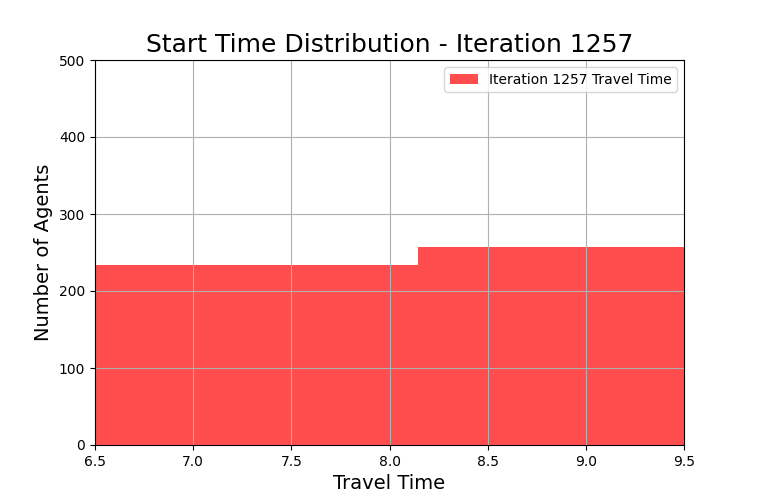 Start Time Distribution - Iteration 1257
Iteration 1257 Travel Time
Number of Agents
500
400
300
200
100
0
6.5 7.0 7.5 8.0 8.5 9.0 9.5
Travel Time